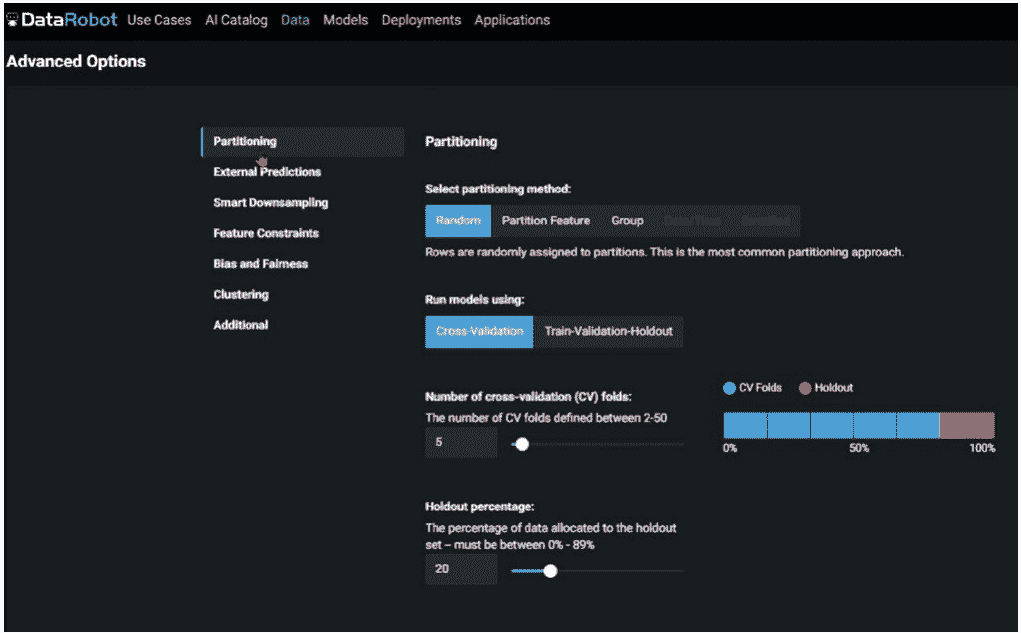 DataRobot Use Cases AI Catalog Data Models Deployments Applications
Advanced Options
Partitioning
External Predictions
Smart Downsampling
Feature Constraints
Bias and Fairness
Clustering
Additional
Partitioning
Select partitioning method:
Random Partition Feature Group
Rows are randomly assigned to partitions. This is the most common partitioning approach.
Run models using:
Cross-Validation Train-Validation-Holdout
Number of cross-validation (CV) folds:
The number of CV folds defined between 2-50
5
CV Folds Holdout
0% 50% 100%
Holdout percentage:
The percentage of data allocated to the holdout
set – must be between 0% - 89%
20